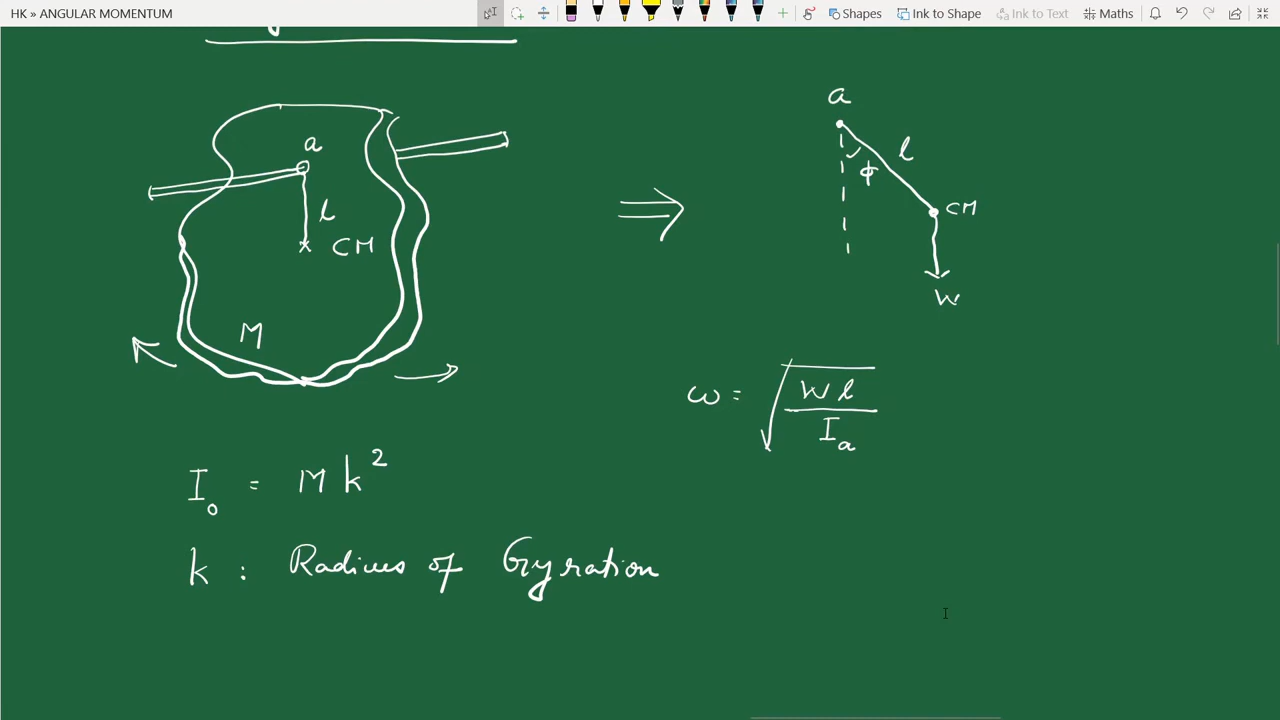 HK » ANGULAR MOMENTUM
Shapes Ink to Shape Ink to Text Maths
a
l
CM
M
a
l
ϕ
CM
W
ω = √(Wl / Iₐ)
I₀ = Mk²
k : Radius of Gyration